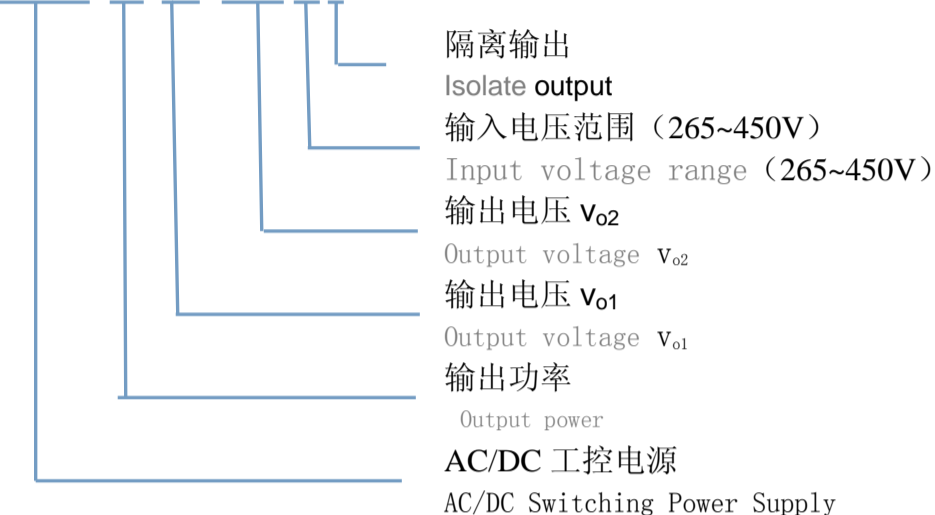 隔离输出
Isolate output
输入电压范围（265~450V）
Input voltage range（265~450V）
输出电压 vo2
Output voltage vo2
输出电压 vo1
Output voltage vo1
输出功率
Output power
AC/DC 工控电源
AC/DC Switching Power Supply